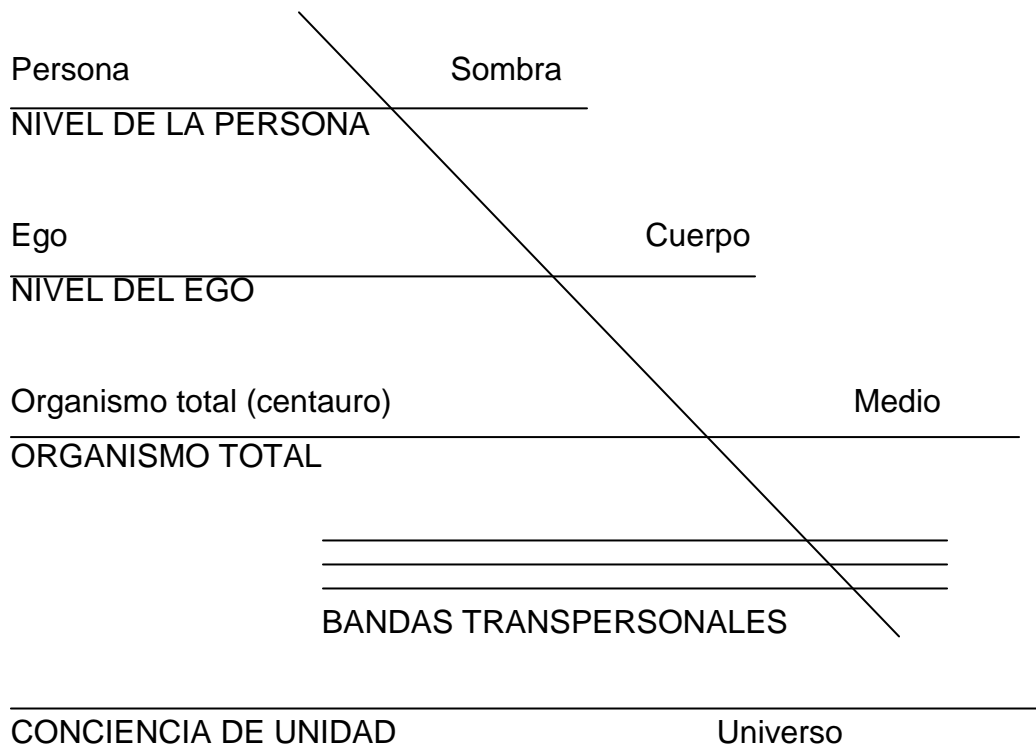 Persona Sombra
NIVEL DE LA PERSONA
Ego Cuerpo
NIVEL DEL EGO
Organismo total (centauro) Medio
ORGANISMO TOTAL
BANDAS TRANSPERSONALES
CONCIENCIA DE UNIDAD Universo